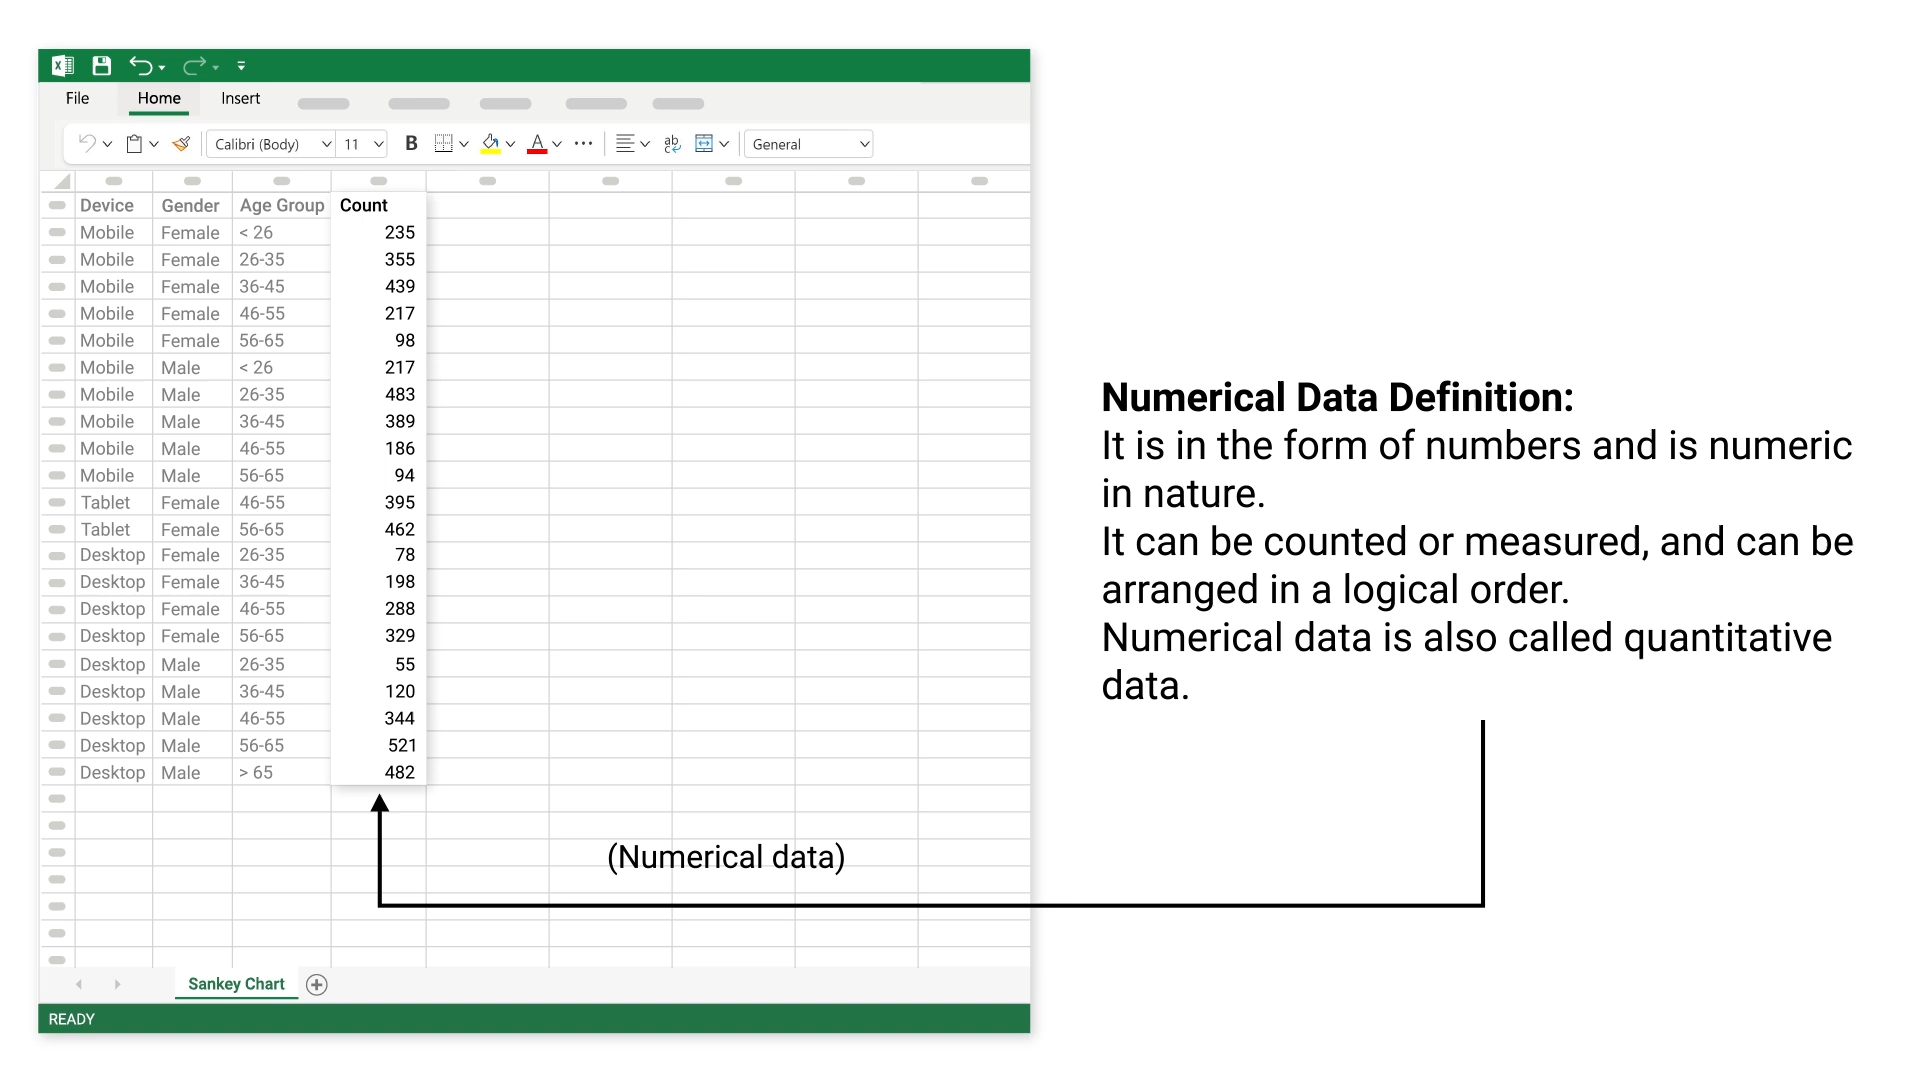 File Home Insert
Calibri (Body) 11 B A ab c General
Device Gender Age Group Count
Mobile Female < 26 235
Mobile Female 26-35 355
Mobile Female 36-45 439
Mobile Female 46-55 217
Mobile Female 56-65 98
Mobile Male < 26 217
Mobile Male 26-35 483
Mobile Male 36-45 389
Mobile Male 46-55 186
Mobile Male 56-65 94
Tablet Female 46-55 395
Tablet Female 56-65 462
Desktop Female 26-35 78
Desktop Female 36-45 198
Desktop Female 46-55 288
Desktop Female 56-65 329
Desktop Male 26-35 55
Desktop Male 36-45 120
Desktop Male 46-55 344
Desktop Male 56-65 521
Desktop Male > 65 482
(Numerical data)
Sankey Chart
READY
Numerical Data Definition:
It is in the form of numbers and is numeric
in nature.
It can be counted or measured, and can be
arranged in a logical order.
Numerical data is also called quantitative
data.